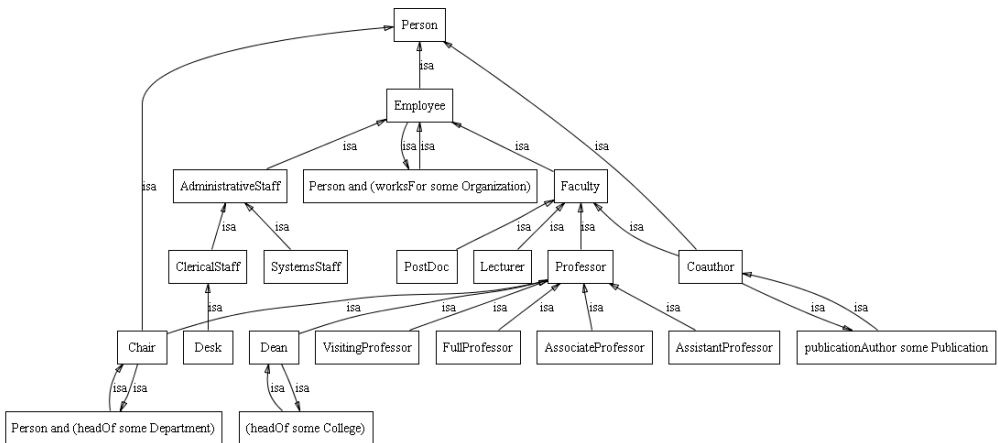 Person
isa
Employee
isa
isa
isa
isa
isa
isa
AdministrativeStaff
Person and (worksFor some Organization)
Faculty
isa
isa
isa
isa
isa
isa
ClericalStaff
SystemsStaff
PostDoc
Lecturer
Professor
Coauthor
isa
isa
isa
isa
isa
isa
isa
isa
isa
Chair
Desk
Dean
VisitingProfessor
FullProfessor
AssociateProfessor
AssistantProfessor
publicationAuthor some Publication
isa
isa
isa
isa
Person and (headOf some Department)
(headOf some College)